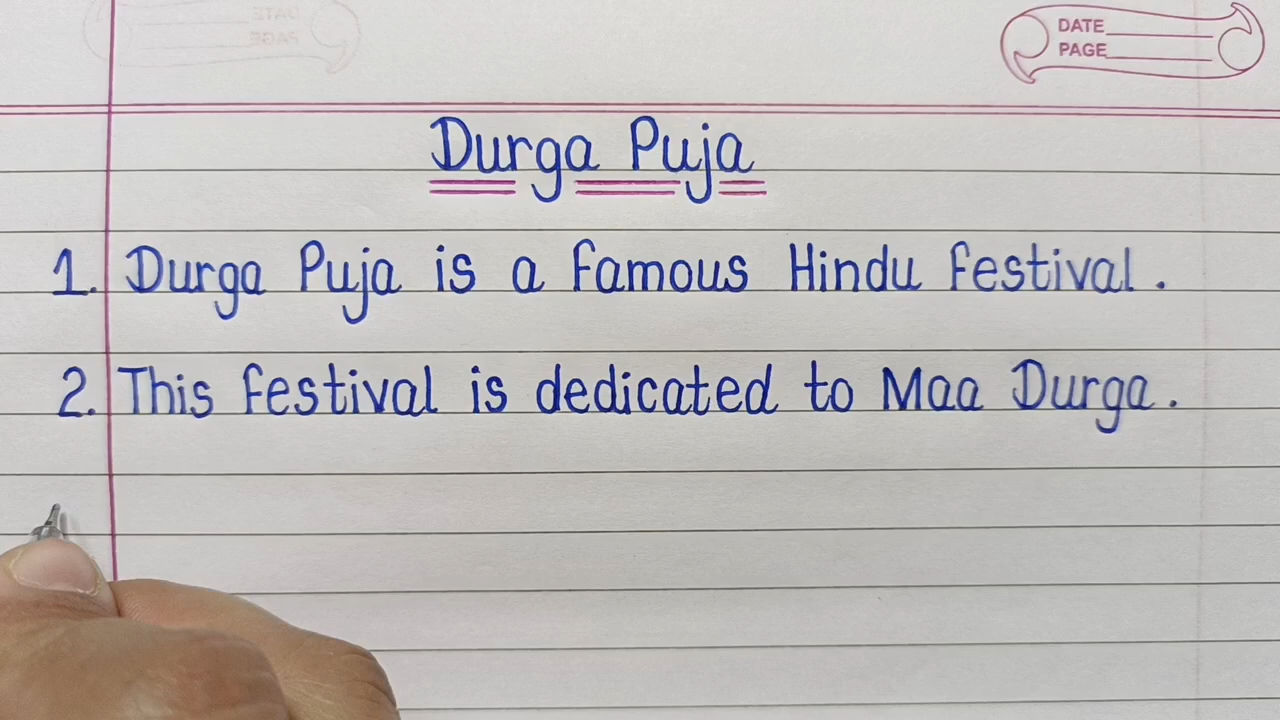 DATE
PAGE
Durga Puja
1. Durga Puja is a famous Hindu festival.
2. This festival is dedicated to Maa Durga.